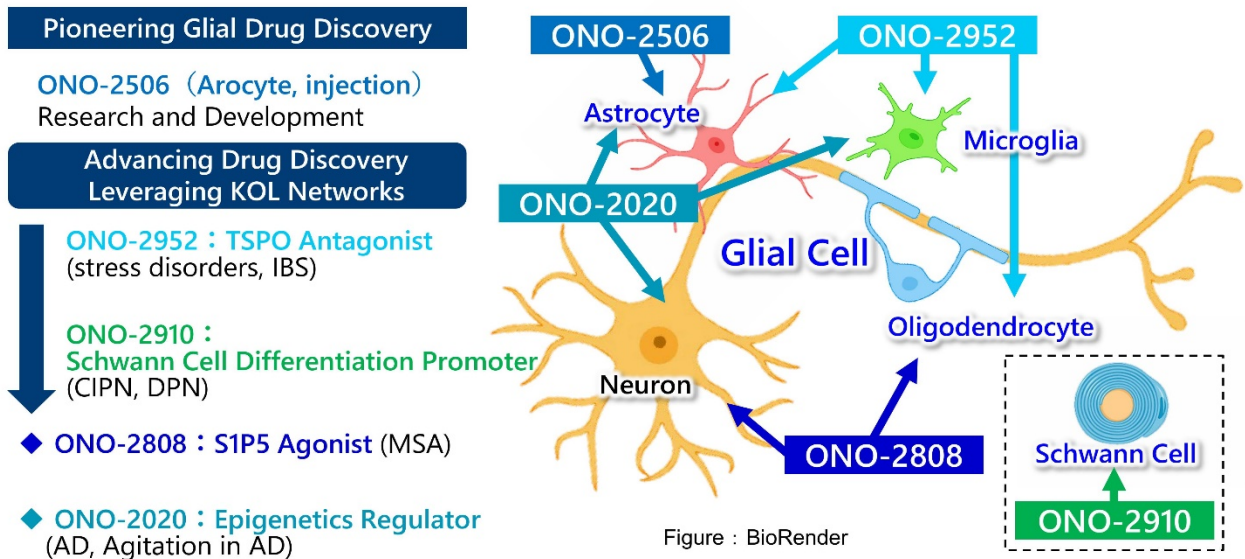 Pioneering Glial Drug Discovery
ONO-2506（Arocyte, injection）
Research and Development
Advancing Drug Discovery
Leveraging KOL Networks
ONO-2952：TSPO Antagonist
(stress disorders, IBS)
ONO-2910：
Schwann Cell Differentiation Promoter
(CIPN, DPN)
ONO-2808：S1P5 Agonist (MSA)
ONO-2020：Epigenetics Regulator
(AD, Agitation in AD)
ONO-2506
ONO-2952
Astrocyte
Microglia
ONO-2020
Glial Cell
Oligodendrocyte
Neuron
ONO-2808
Schwann Cell
ONO-2910
Figure：BioRender